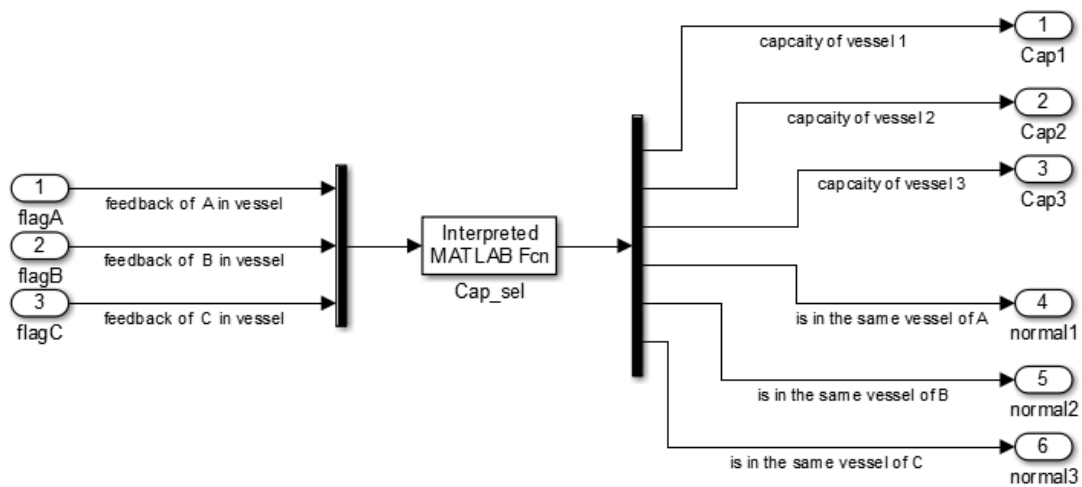 1
capcaity of vessel 1
Cap1
2
capcaity of vessel 2
Cap2
3
capcaity of vessel 3
Cap3
1
feedback of A in vessel
flagA
2
feedback of B in vessel
flagB
3
feedback of C in vessel
flagC
Interpreted
MATLAB Fcn
Cap_sel
4
is in the same vessel of A
normal1
5
is in the same vessel of B
normal2
6
is in the same vessel of C
normal3